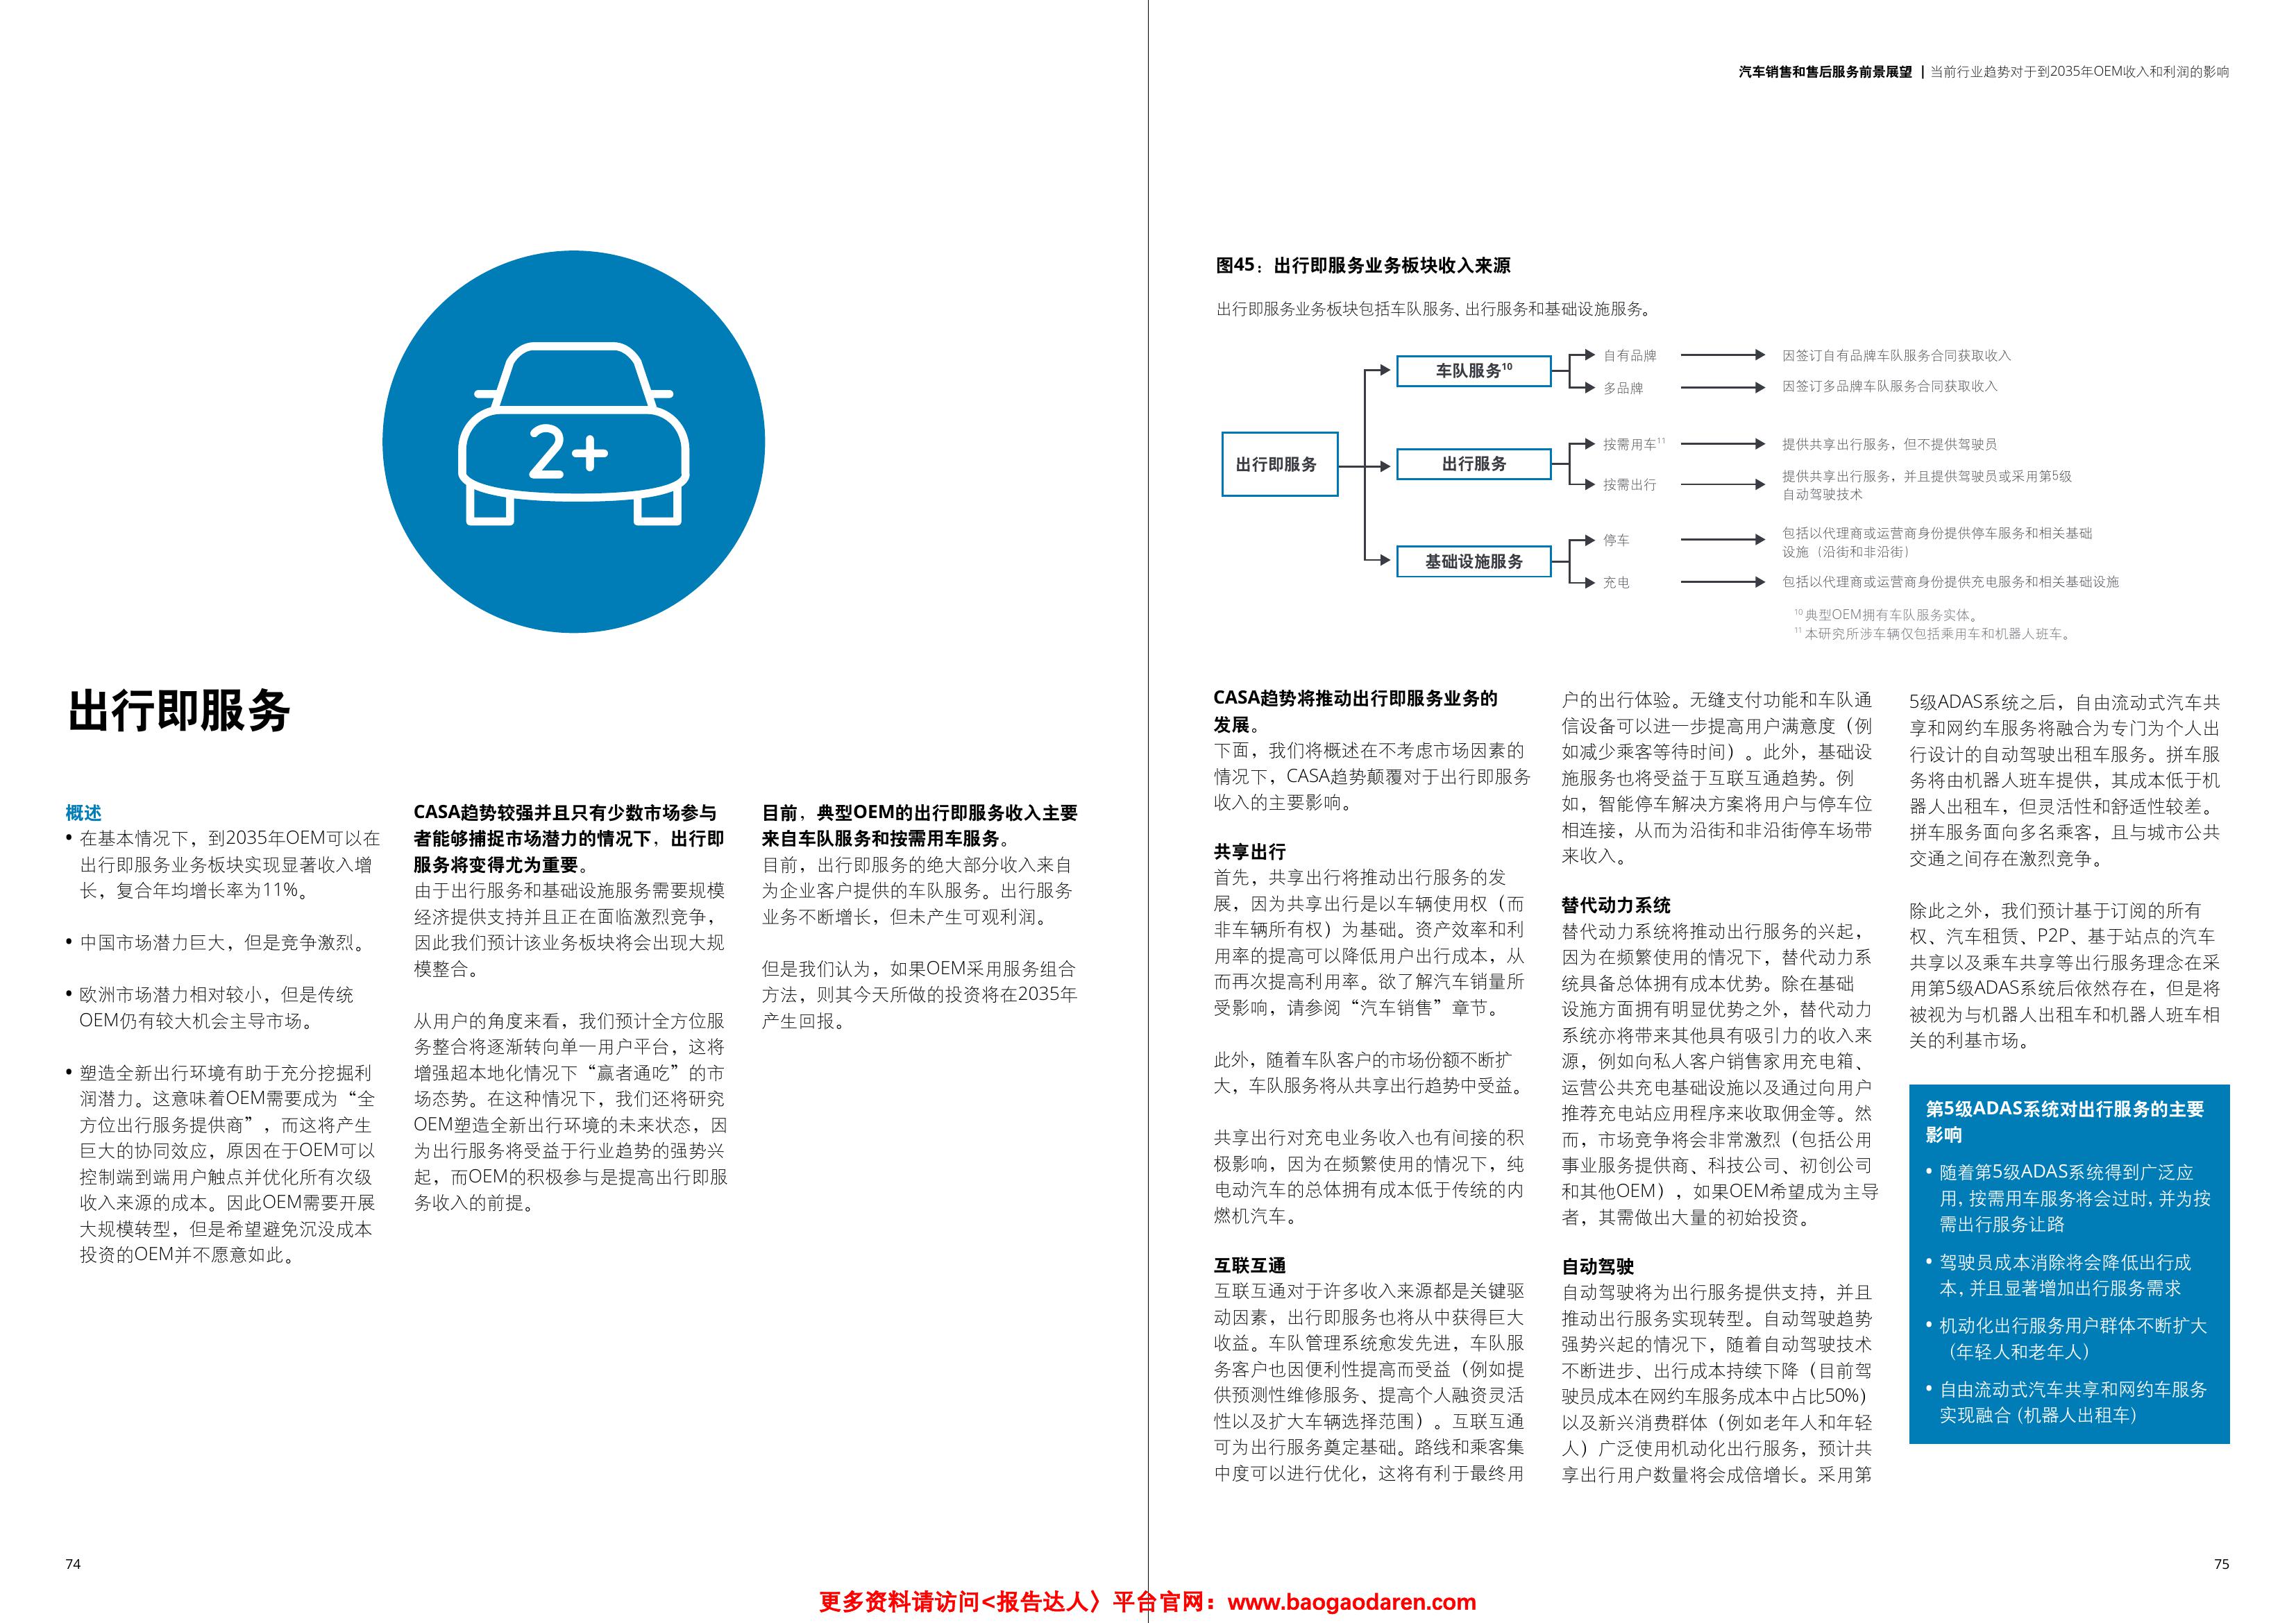 2+
出行即服务
概述
• 在基本情况下，到2035年OEM可以在
出行即服务业务板块实现显著收入增
长，复合年均增长率为11%。
• 中国市场潜力巨大，但是竞争激烈。
• 欧洲市场潜力相对较小，但是传统
OEM仍有较大机会主导市场。
• 塑造全新出行环境有助于充分挖掘利
润潜力。这意味着OEM需要成为“全
方位出行服务提供商”，而这将产生
巨大的协同效应，原因在于OEM可以
控制端到端用户触点并优化所有次级
收入来源的成本。因此OEM需要开展
大规模转型，但是希望避免沉没成本
投资的OEM并不愿意如此。
CASA趋势较强并且只有少数市场参与
者能够捕捉市场潜力的情况下，出行即
服务将变得尤为重要。
由于出行服务和基础设施服务需要规模
经济提供支持并且正在面临激烈竞争，
因此我们预计该业务板块将会出现大规
模整合。
从用户的角度来看，我们预计全方位服
务整合将逐渐转向单一用户平台，这将
增强超本地化情况下“赢者通吃”的市
场态势。在这种情况下，我们还将研究
OEM塑造全新出行环境的未来状态，因
为出行服务将受益于行业趋势的强势兴
起，而OEM的积极参与是提高出行即服
务收入的前提。
目前，典型OEM的出行即服务收入主要
来自车队服务和按需用车服务。
目前，出行即服务的绝大部分收入来自
为企业客户提供的车队服务。出行服务
业务不断增长，但未产生可观利润。
但是我们认为，如果OEM采用服务组合
方法，则其今天所做的投资将在2035年
产生回报。
74
汽车销售和售后服务前景展望 | 当前行业趋势对于到2035年OEM收入和利润的影响
图45：出行即服务业务板块收入来源
出行即服务业务板块包括车队服务、出行服务和基础设施服务。
出行即服务
车队服务10
自有品牌
因签订自有品牌车队服务合同获取收入
多品牌
因签订多品牌车队服务合同获取收入
出行服务
按需用车11
提供共享出行服务，但不提供驾驶员
按需出行
提供共享出行服务，并且提供驾驶员或采用第5级
自动驾驶技术
基础设施服务
停车
包括以代理商或运营商身份提供停车服务和相关基础
设施（沿街和非沿街）
充电
包括以代理商或运营商身份提供充电服务和相关基础设施
10 典型OEM拥有车队服务实体。
11 本研究所涉车辆仅包括乘用车和机器人班车。
CASA趋势将推动出行即服务业务的
发展。
下面，我们将概述在不考虑市场因素的
情况下，CASA趋势颠覆对于出行即服务
收入的主要影响。
共享出行
首先，共享出行将推动出行服务的发
展，因为共享出行是以车辆使用权（而
非车辆所有权）为基础。资产效率和利
用率的提高可以降低用户出行成本，从
而再次提高利用率。欲了解汽车销量所
受影响，请参阅“汽车销售”章节。
此外，随着车队客户的市场份额不断扩
大，车队服务将从共享出行趋势中受益。
共享出行对充电业务收入也有间接的积
极影响，因为在频繁使用的情况下，纯
电动汽车的总体拥有成本低于传统的内
燃机汽车。
互联互通
互联互通对于许多收入来源都是关键驱
动因素，出行即服务也将从中获得巨大
收益。车队管理系统愈发先进，车队服
务客户也因便利性提高而受益（例如提
供预测性维修服务、提高个人融资灵活
性以及扩大车辆选择范围）。互联互通
可为出行服务奠定基础。路线和乘客集
中度可以进行优化，这将有利于最终用
户的出行体验。无缝支付功能和车队通
信设备可以进一步提高用户满意度（例
如减少乘客等待时间）。此外，基础设
施服务也将受益于互联互通趋势。例
如，智能停车解决方案将用户与停车位
相连接，从而为沿街和非沿街停车场带
来收入。
替代动力系统
替代动力系统将推动出行服务的兴起，
因为在频繁使用的情况下，替代动力系
统具备总体拥有成本优势。除在基础
设施方面拥有明显优势之外，替代动力
系统亦将带来其他具有吸引力的收入来
源，例如向私人客户销售家用充电箱、
运营公共充电基础设施以及通过向用户
推荐充电站应用程序来收取佣金等。然
而，市场竞争将会非常激烈（包括公用
事业服务提供商、科技公司、初创公司
和其他OEM），如果OEM希望成为主导
者，其需做出大量的初始投资。
自动驾驶
自动驾驶将为出行服务提供支持，并且
推动出行服务实现转型。自动驾驶趋势
强势兴起的情况下，随着自动驾驶技术
不断进步、出行成本持续下降（目前驾
驶员成本在网约车服务成本中占比50%）
以及新兴消费群体（例如老年人和年轻
人）广泛使用机动化出行服务，预计共
享出行用户数量将会成倍增长。采用第
5级ADAS系统之后，自由流动式汽车共
享和网约车服务将融合为专门为个人出
行设计的自动驾驶出租车服务。拼车服
务将由机器人班车提供，其成本低于机
器人出租车，但灵活性和舒适性较差。
拼车服务面向多名乘客，且与城市公共
交通之间存在激烈竞争。
除此之外，我们预计基于订阅的所有
权、汽车租赁、P2P、基于站点的汽车
共享以及乘车共享等出行服务理念在采
用第5级ADAS系统后依然存在，但是将
被视为与机器人出租车和机器人班车相
关的利基市场。
第5级ADAS系统对出行服务的主要
影响
• 随着第5级ADAS系统得到广泛应
用，按需用车服务将会过时，并为按
需出行服务让路
• 驾驶员成本消除将会降低出行成
本，并且显著增加出行服务需求
• 机动化出行服务用户群体不断扩大
（年轻人和老年人）
• 自由流动式汽车共享和网约车服务
实现融合（机器人出租车）
75
更多资料请访问<报告达人〉平台官网：www.baogaodaren.com